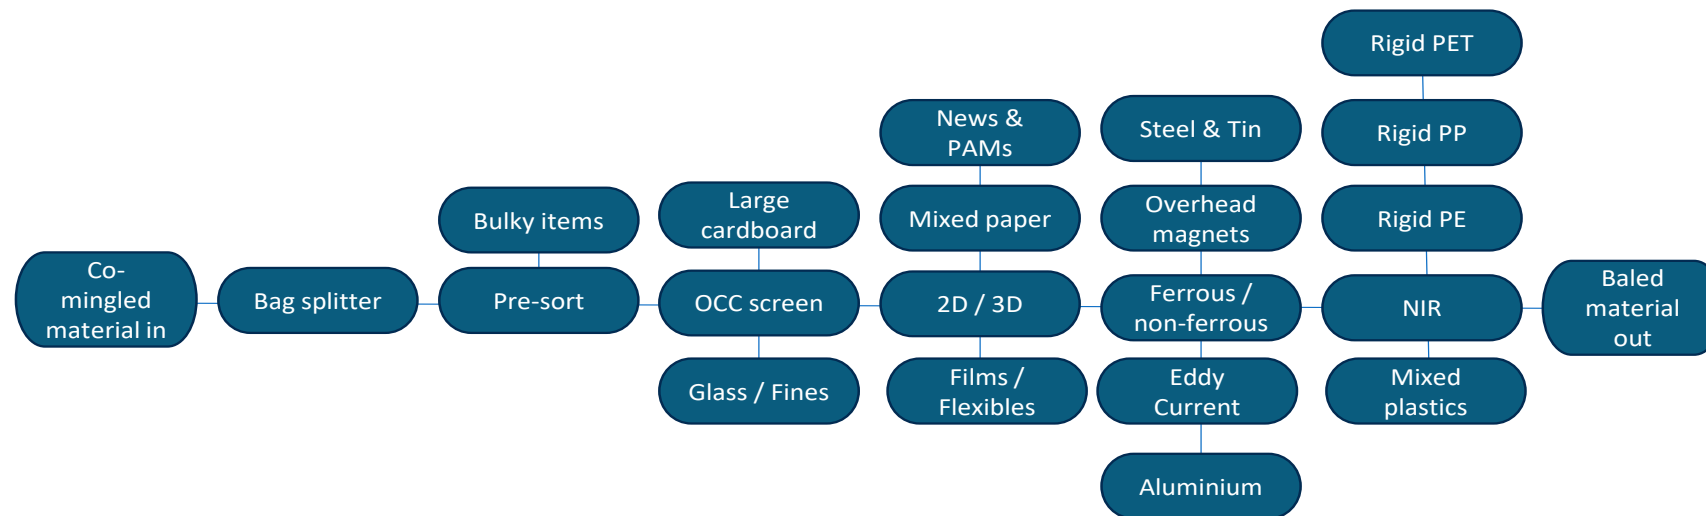 Co-
mingled
material in
Bag splitter
Bulky items
Pre-sort
Large
cardboard
OCC screen
Glass / Fines
News &
PAMs
Mixed paper
2D / 3D
Films /
Flexibles
Steel & Tin
Overhead
magnets
Ferrous /
non-ferrous
Eddy
Current
Aluminium
Rigid PET
Rigid PP
Rigid PE
NIR
Mixed
plastics
Baled
material
out